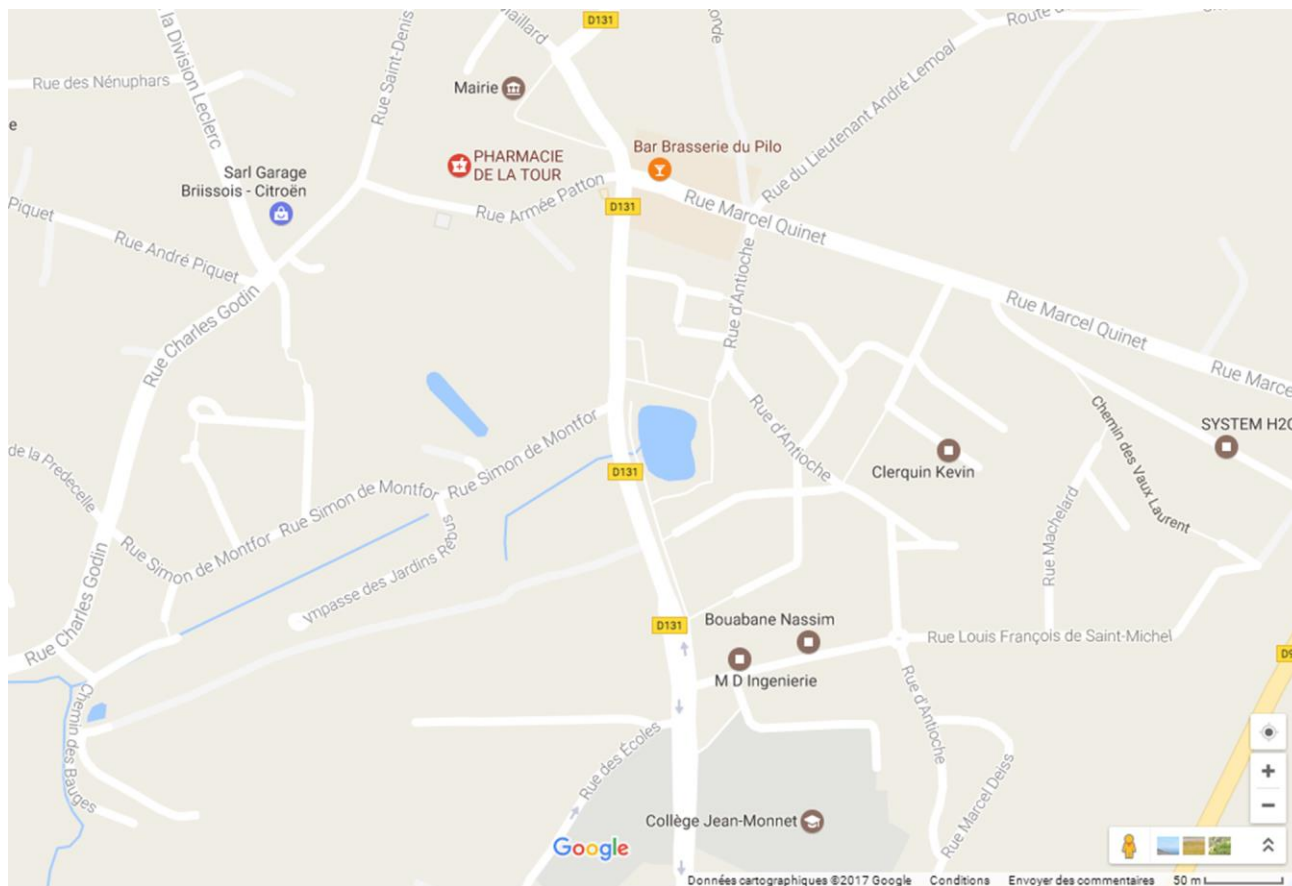 D131
la Division Leclerc
Rue Saint-Denis
aillard
onde
Route
Rue des Nénuphars
Mairie
e
Bar Brasserie du Pilo
Rue du Lieutenant André Lemoal
PHARMACIE
DE LA TOUR
Sarl Garage
Briissois - Citroën
Piquet
Rue Armée Patton
D131
Rue Marcel Quinet
Rue André Piquet
Rue d'Antioche
Rue Charles Godin
Rue Marcel Quinet
Rue Marce
Rue d'Antioche
Chemin des Vaux Laurent
SYSTEM H2O
de la Predecelle
Rue Simon de Montfor
D131
Clerquin Kevin
Rue Simon de Montfor
Rue Simon de Montfor
Rue Machelard
Impasse des Jardins Rébus
Rue Charles Godin
D131
Bouabane Nassim
Rue Louis François de Saint-Michel
D9
M D Ingenierie
Chemin des Bauges
Rue d'Antioche
Rue des Écoles
Rue Marcel Deiss
Collège Jean-Monnet
Google
Données cartographiques ©2017 Google Conditions Envoyer des commentaires 50 m